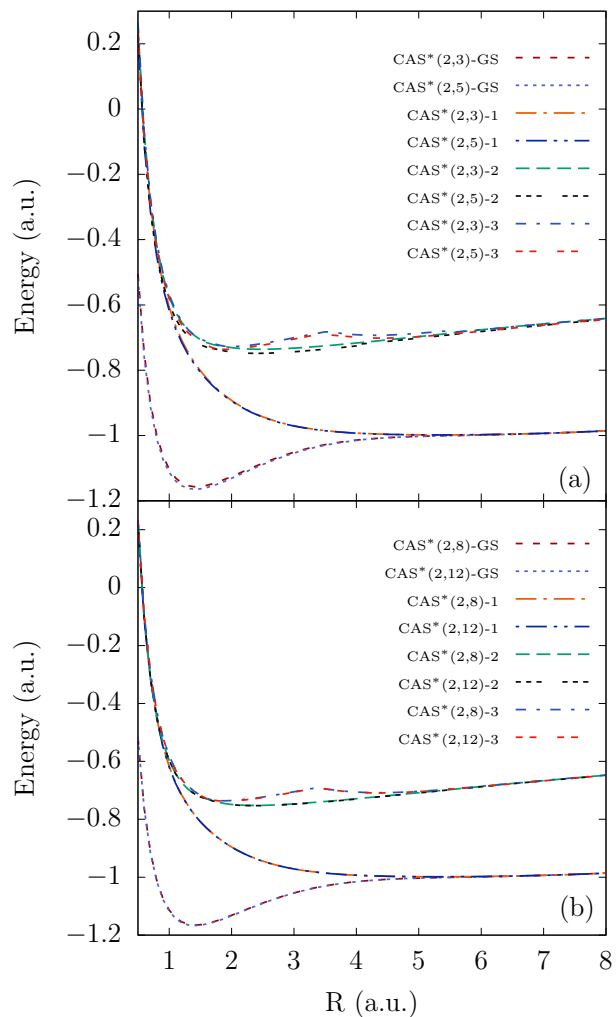 0.2
0
−0.2
−0.4
−0.6
−0.8
−1
−1.2
Energy (a.u.)
CAS*(2,3)-GS
CAS*(2,5)-GS
CAS*(2,3)-1
CAS*(2,5)-1
CAS*(2,3)-2
CAS*(2,5)-2
CAS*(2,3)-3
CAS*(2,5)-3
(a)
0.2
0
−0.2
−0.4
−0.6
−0.8
−1
−1.2
Energy (a.u.)
CAS*(2,8)-GS
CAS*(2,12)-GS
CAS*(2,8)-1
CAS*(2,12)-1
CAS*(2,8)-2
CAS*(2,12)-2
CAS*(2,8)-3
CAS*(2,12)-3
(b)
1 2 3 4 5 6 7 8
R (a.u.)